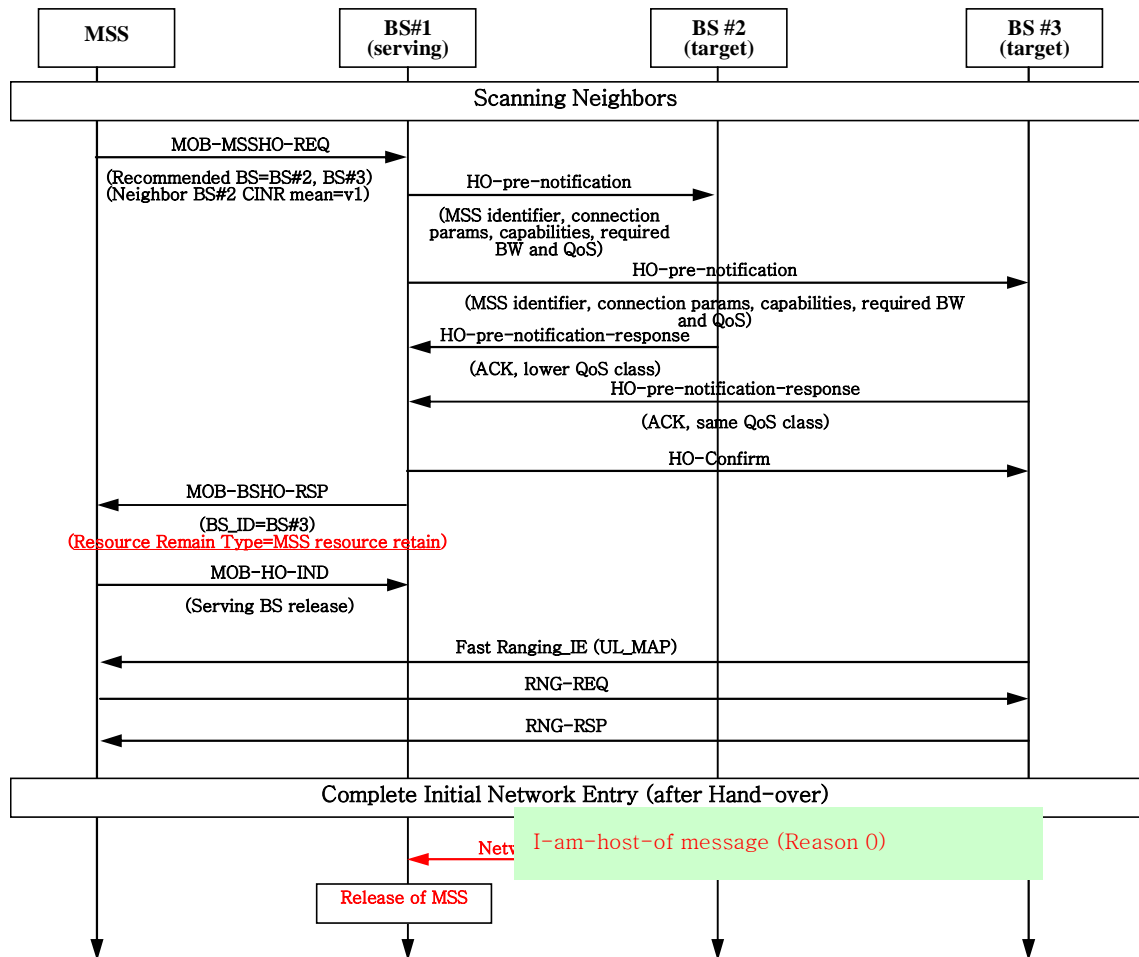 MSS
BS#1
(serving)
BS #2
(target)
BS #3
(target)
Scanning Neighbors
MOB-MSSHO-REQ
(Recommended BS=BS#2, BS#3)
(Neighbor BS#2 CINR mean=v1)
HO-pre-notification
(MSS identifier, connection
params, capabilities, required
BW and QoS)
HO-pre-notification
(MSS identifier, connection params, capabilities, required BW
and QoS)
HO-pre-notification-response
(ACK, lower QoS class)
HO-pre-notification-response
(ACK, same QoS class)
HO-Confirm
MOB-BSHO-RSP
(BS_ID=BS#3)
(Resource Remain Type=MSS resource retain)
MOB-HO-IND
(Serving BS release)
Fast Ranging_IE (UL_MAP)
RNG-REQ
RNG-RSP
Complete Initial Network Entry (after Hand-over)
I-am-host-of message (Reason 0)
Release of MSS